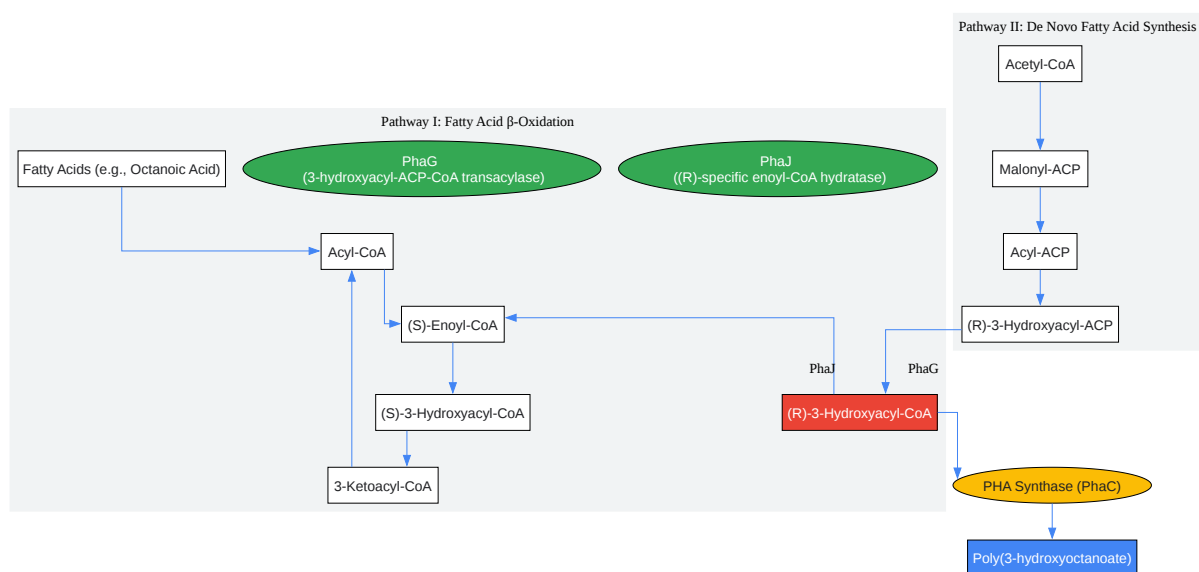 Pathway II: De Novo Fatty Acid Synthesis
Acetyl-CoA
Pathway I: Fatty Acid β-Oxidation
Fatty Acids (e.g., Octanoic Acid)
PhaG
(3-hydroxyacyl-ACP-CoA transacylase)
PhaJ
((R)-specific enoyl-CoA hydratase)
Malonyl-ACP
Acyl-CoA
Acyl-ACP
(S)-Enoyl-CoA
(R)-3-Hydroxyacyl-ACP
PhaJ
PhaG
(S)-3-Hydroxyacyl-CoA
(R)-3-Hydroxyacyl-CoA
3-Ketoacyl-CoA
PHA Synthase (PhaC)
Poly(3-hydroxyoctanoate)